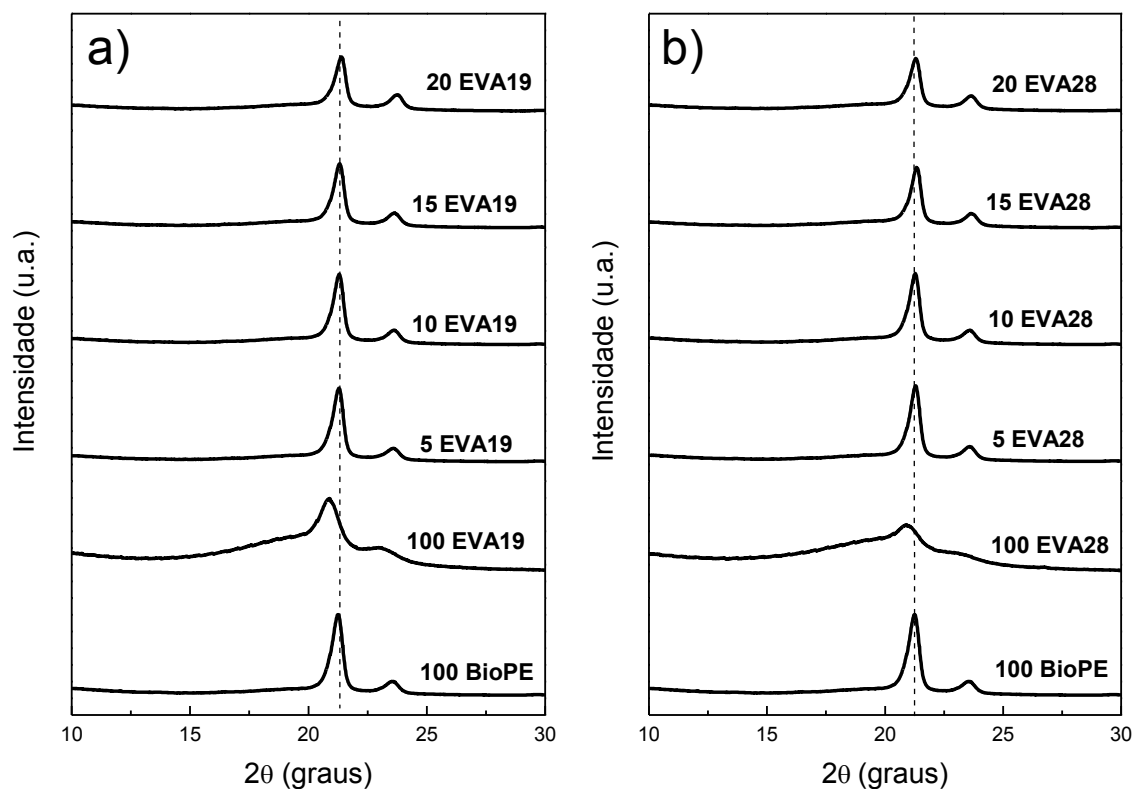 a)
20 EVA19
15 EVA19
10 EVA19
5 EVA19
100 EVA19
100 BioPE
Intensidade (u.a.)
10 15 20 25 30
2θ (graus)
b)
20 EVA28
15 EVA28
10 EVA28
5 EVA28
100 EVA28
100 BioPE
Intensidade (u.a.)
10 15 20 25 30
2θ (graus)